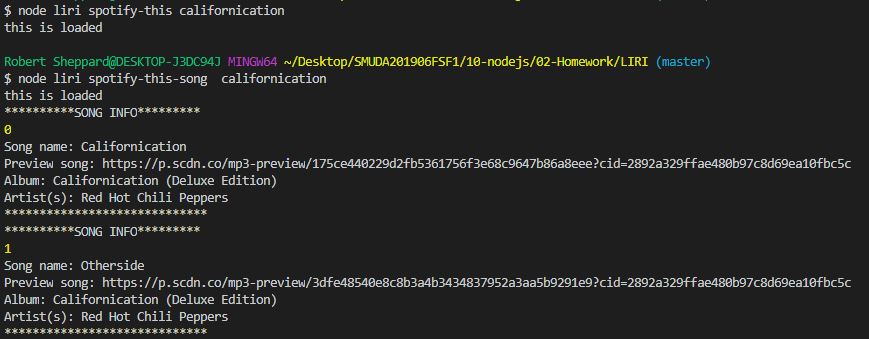 $ node liri spotify-this californication
this is loaded
Robert Sheppard@DESKTOP-J3DC94J MINGW64 ~/Desktop/SMUDA201906FSF1/10-nodejs/02-Homework/LIRI (master)
$ node liri spotify-this-song  californication
this is loaded
**********SONG INFO*********
0
Song name: Californication
Preview song: https://p.scdn.co/mp3-preview/175ce440229d2fb5361756f3e68c9647b86a8eee?cid=2892a329ffae480b97c8d69ea10fbc5c
Album: Californication (Deluxe Edition)
Artist(s): Red Hot Chili Peppers
*****************************
**********SONG INFO*********
1
Song name: Otherside
Preview song: https://p.scdn.co/mp3-preview/3dfe48540e8c8b3a4b3434837952a3aa5b9291e9?cid=2892a329ffae480b97c8d69ea10fbc5c
Album: Californication (Deluxe Edition)
Artist(s): Red Hot Chili Peppers
*****************************